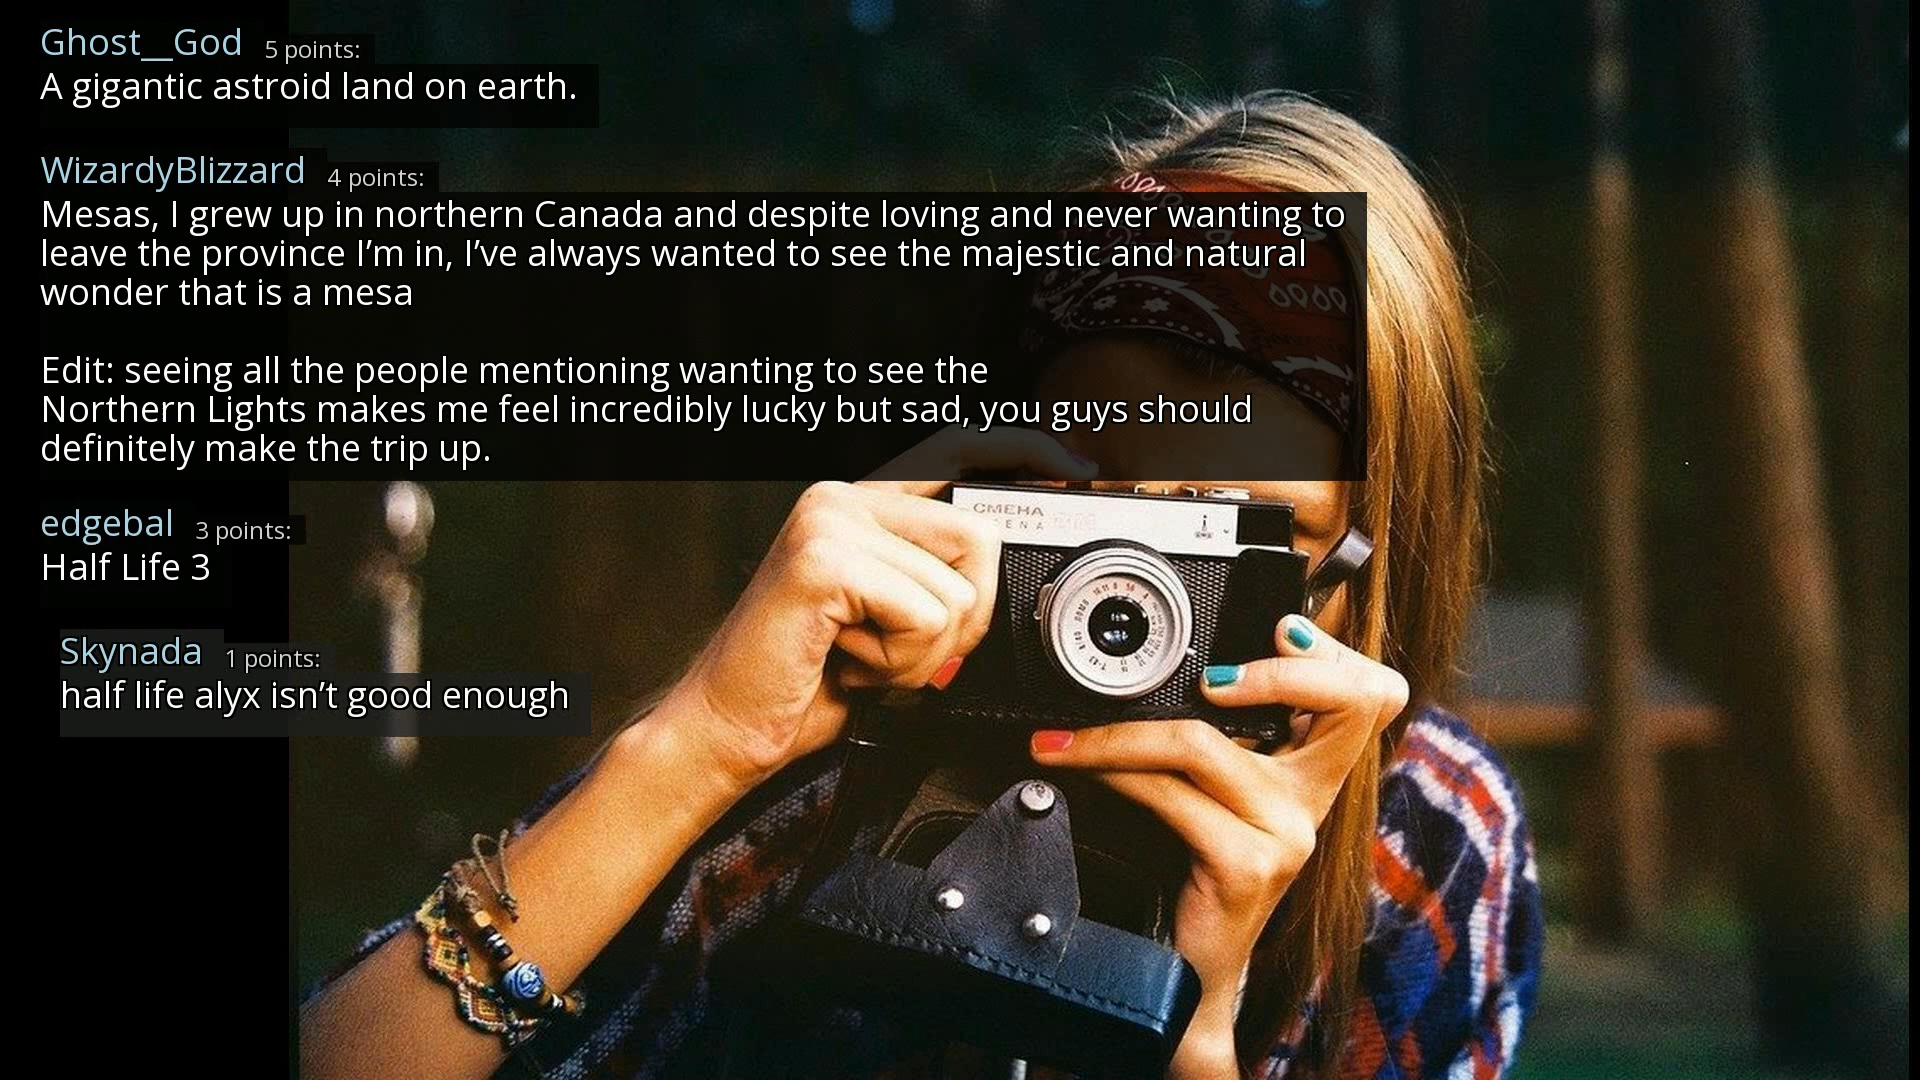 Ghost__God 5 points:
A gigantic astroid land on earth.
WizardyBlizzard 4 points:
Mesas, I grew up in northern Canada and despite loving and never wanting to
leave the province I’m in, I’ve always wanted to see the majestic and natural
wonder that is a mesa
Edit: seeing all the people mentioning wanting to see the
Northern Lights makes me feel incredibly lucky but sad, you guys should
definitely make the trip up.
edgebal 3 points:
Half Life 3
Skynada 1 points:
half life alyx isn’t good enough
СМЕНА